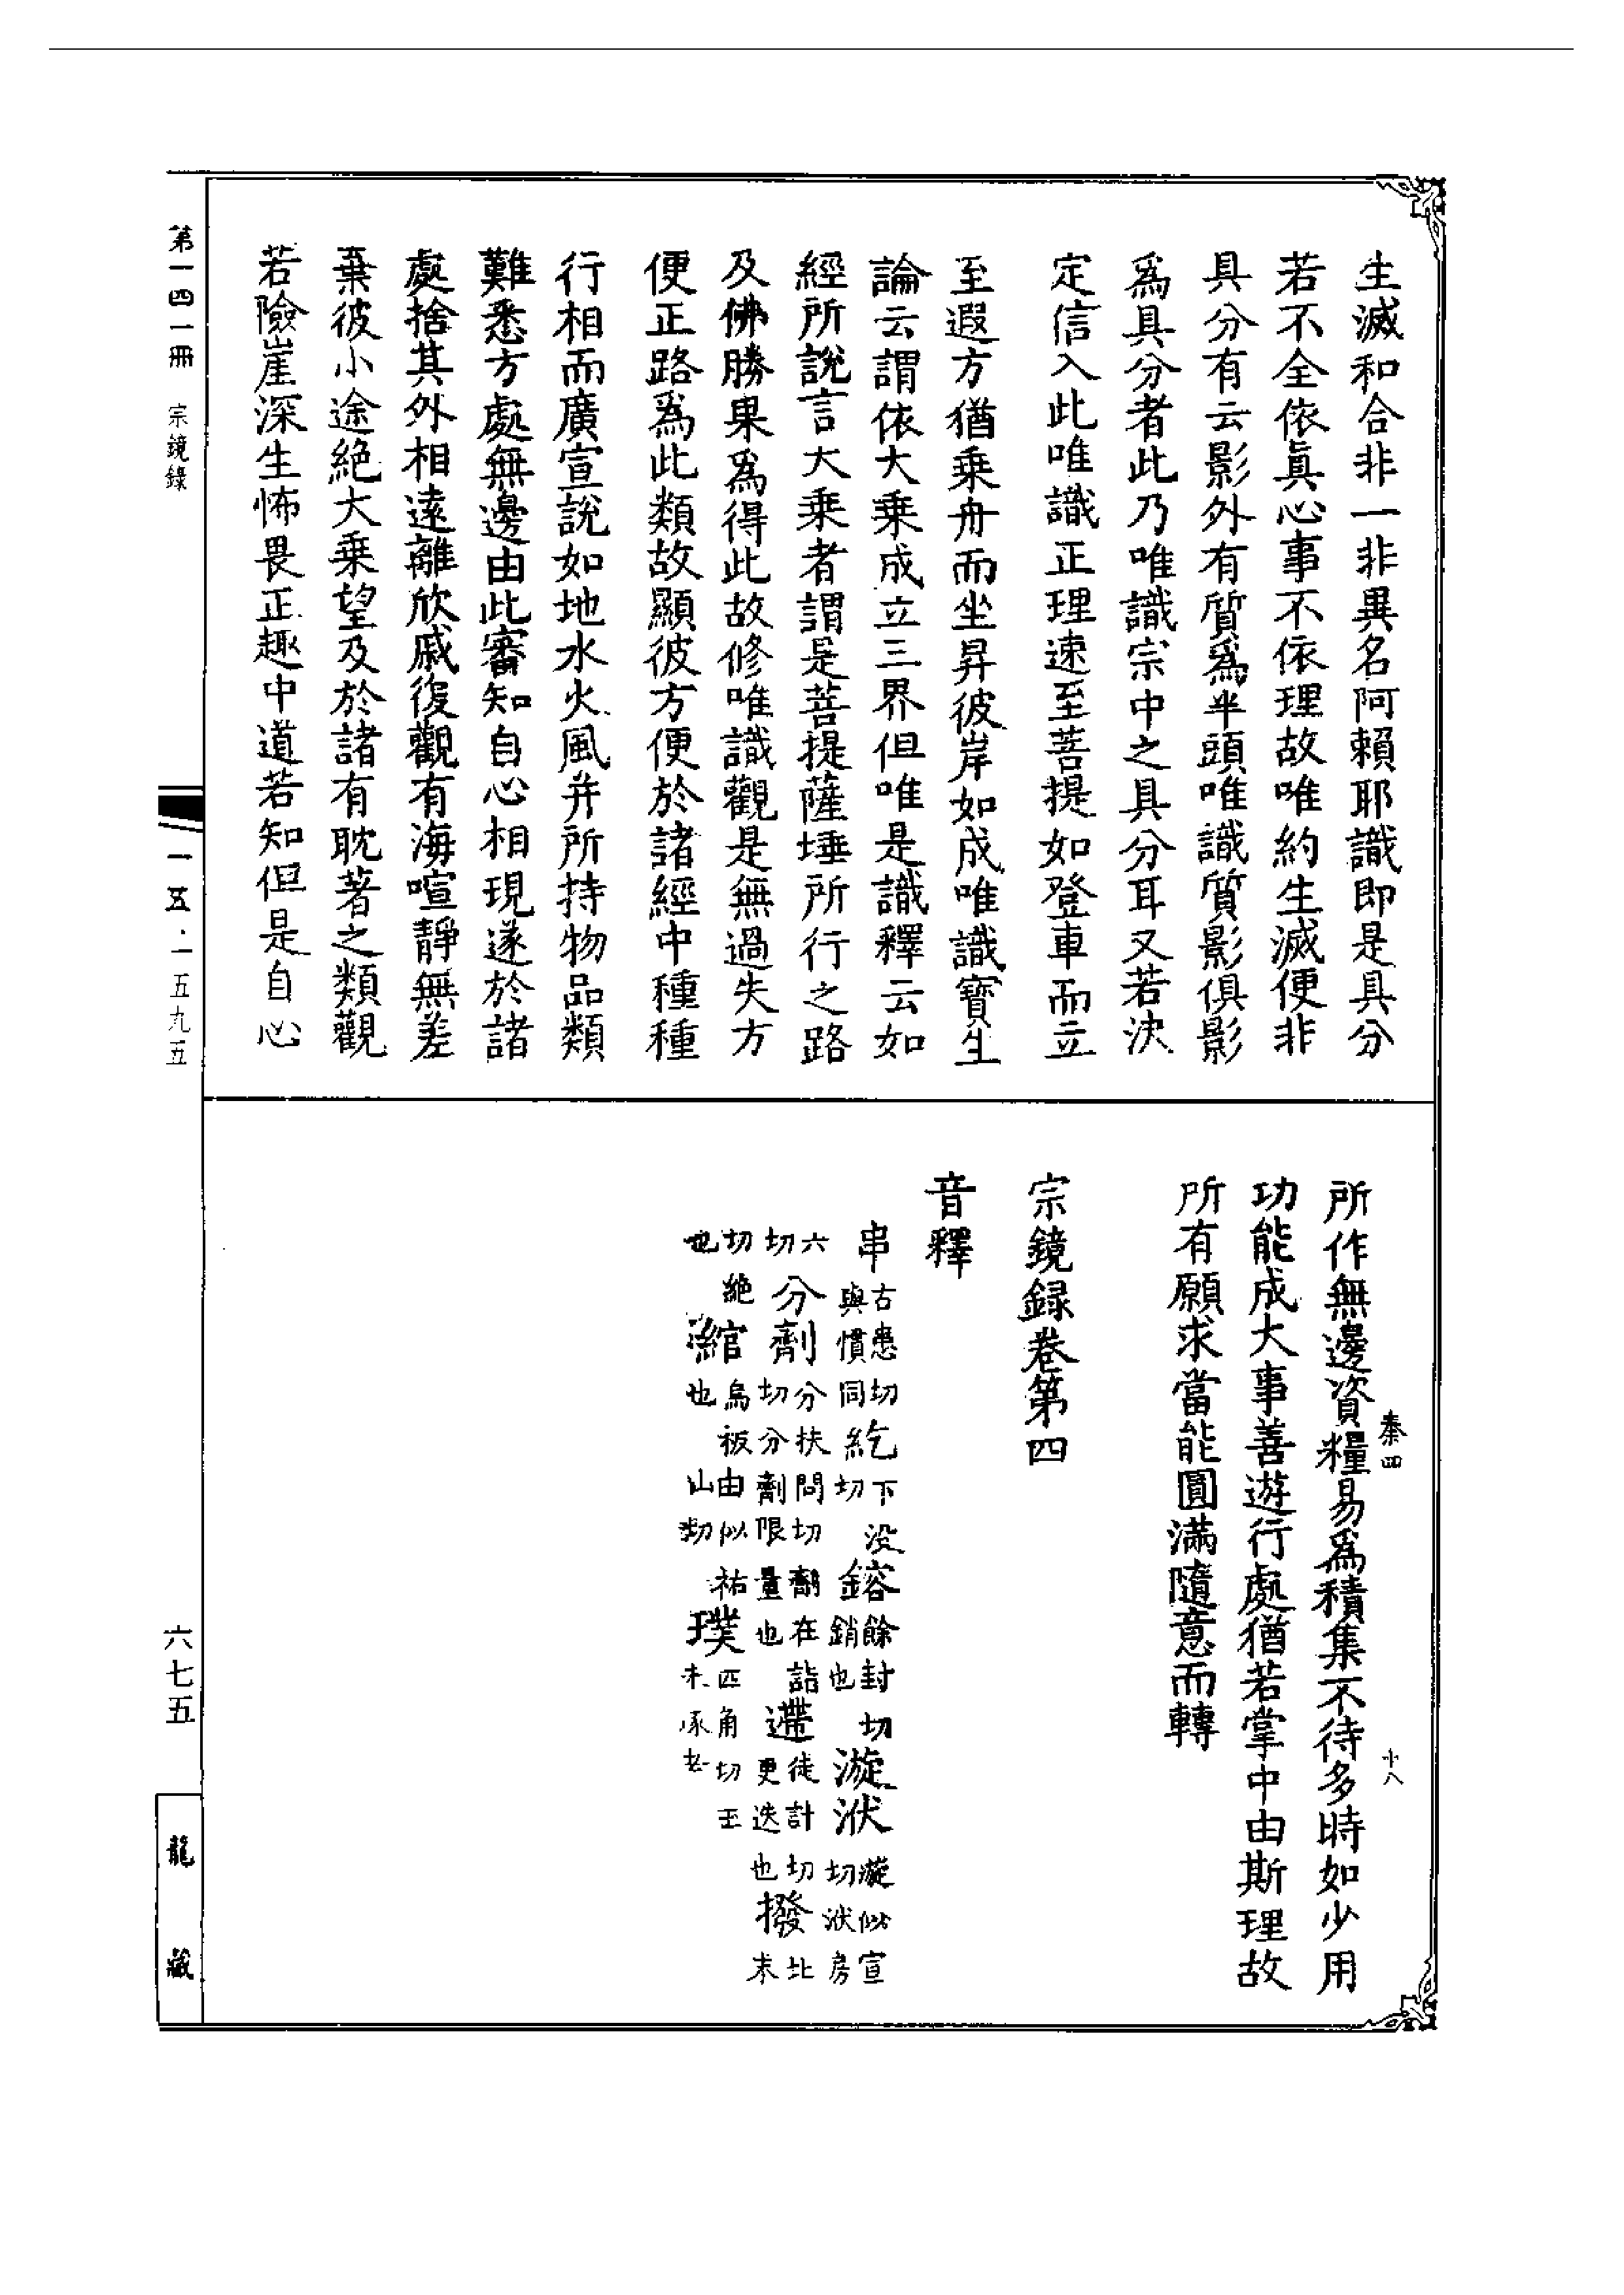 生滅和合非一非異名阿賴耶識即是具分
若不全依眞心事不依理故唯約生滅便非
具分有云影外有質爲半頭唯識質影俱影
爲具分者此乃唯識宗中之具分耳又若決
定信入此唯識正理速至菩提如登車而立
至遐方猶乗舟而坐昇彼岸如成唯識寳生
論云謂依大乗成立三界但唯是識釋云如
經所說言大乗者謂是菩提薩埵所行之路
及佛勝果爲得此故修唯識觀是無過失方
便正路爲此類故顯彼方便於諸經中種種
行相而廣宣說如地水火風并所持物品類
難悉方處無邊由此審知自心相現遂於諸
處捨其外相遠離欣戚復觀有海喧靜無差
棄彼小途絶大乗望及於諸有耽著之類觀
若險崖深生怖畏正趣中道若知但是自心
所作無邊資糧易爲積集不待多時如少用
功能成大事善遊行處猶若掌中由斯理故
所有願求當能圓滿隨意而轉
宗鏡録卷第四
音釋
串古患切與慣同紇下没切鎔餘封切銷也漩洑漩似宣切洑房
六切分劑分扶問切劑在詣切分劑限量也遰徒計切更迭也撥北末
切絶也綰烏板切璞匹角切玉
秦四
十八
第一四一冊 宗鏡錄
一五·一五九五
六七五
龍藏